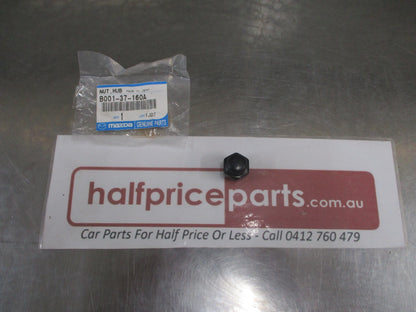 NUT, HUB
B001-37-160A
1
mazda GENUINE PARTS
halfpriceparts.com.au
Car Parts For Half Price Or Less - Call 0412 760 479